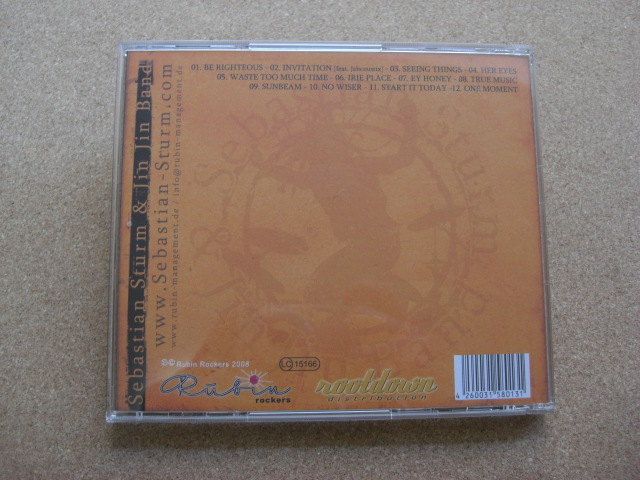 01. BE RIGHTEOUS - 02. INVITATION - 03. SEEING THINGS - 04. HER EYES
05. WASTE TOO MUCH TIME - 06. IRIE PLACE - 07. EY HONEY - 08. TRUE MUSIC
09. SUNBEAM - 10. NO WISER - 11. START IT TODAY - 12. ONE MOMENT
Sebastian Sturm & Jin Jin Band
www.Sebastian-Sturm.com
www.rubin-management.de / info@rubin-management.de
©© Rubin Rockers 2006
LC 15166
Rubin
rockers
rootdown
distribution
4 260031 580131